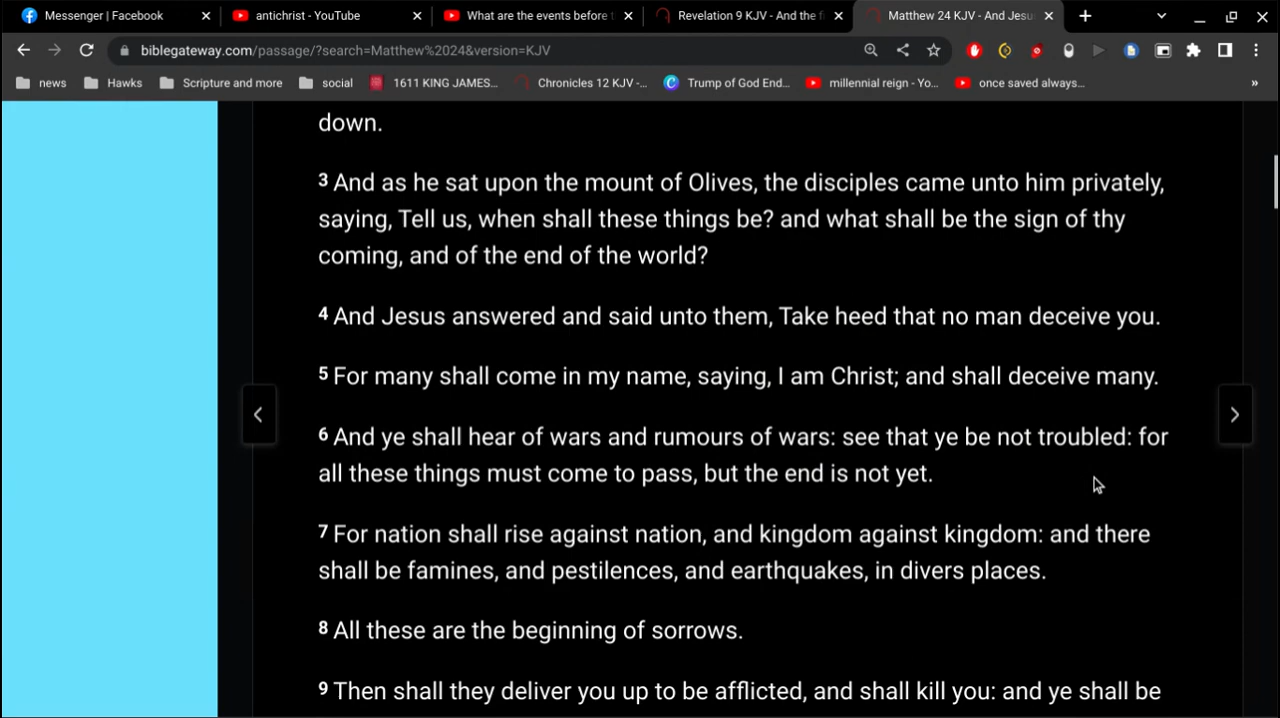 Messenger | Facebook
antichrist - YouTube
What are the events before t
Revelation 9 KJV - And the f
Matthew 24 KJV - And Jesu
biblegateway.com/passage/?search=Matthew%2024&version=KJV
news
Hawks
Scripture and more
social
1611 KING JAMES...
Chronicles 12 KJV -...
Trump of God End...
millennial reign - Yo...
once saved always...
down.
3 And as he sat upon the mount of Olives, the disciples came unto him privately,
saying, Tell us, when shall these things be? and what shall be the sign of thy
coming, and of the end of the world?
4 And Jesus answered and said unto them, Take heed that no man deceive you.
5 For many shall come in my name, saying, I am Christ; and shall deceive many.
6 And ye shall hear of wars and rumours of wars: see that ye be not troubled: for
all these things must come to pass, but the end is not yet.
7 For nation shall rise against nation, and kingdom against kingdom: and there
shall be famines, and pestilences, and earthquakes, in divers places.
8 All these are the beginning of sorrows.
9 Then shall they deliver you up to be afflicted, and shall kill you: and ye shall be